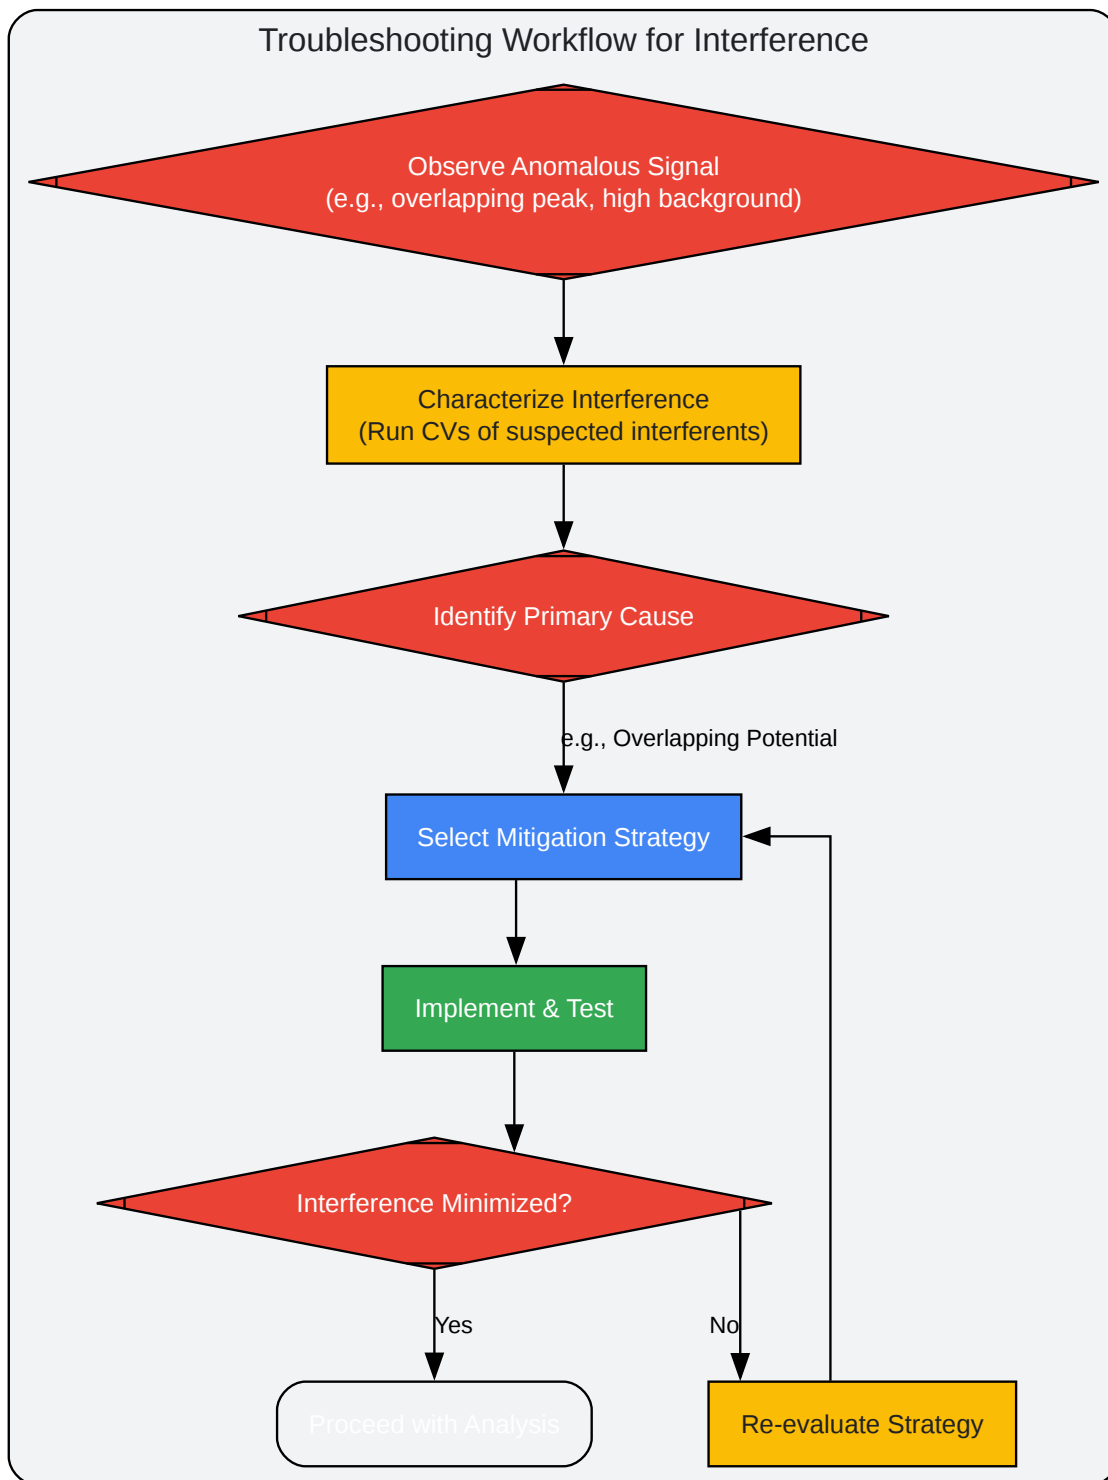 Troubleshooting Workflow for Interference
Observe Anomalous Signal
(e.g., overlapping peak, high background)
Characterize Interference
(Run CVs of suspected interferents)
Identify Primary Cause
e.g., Overlapping Potential
Select Mitigation Strategy
Implement & Test
Interference Minimized?
Yes
No
Proceed with Analysis
Re-evaluate Strategy